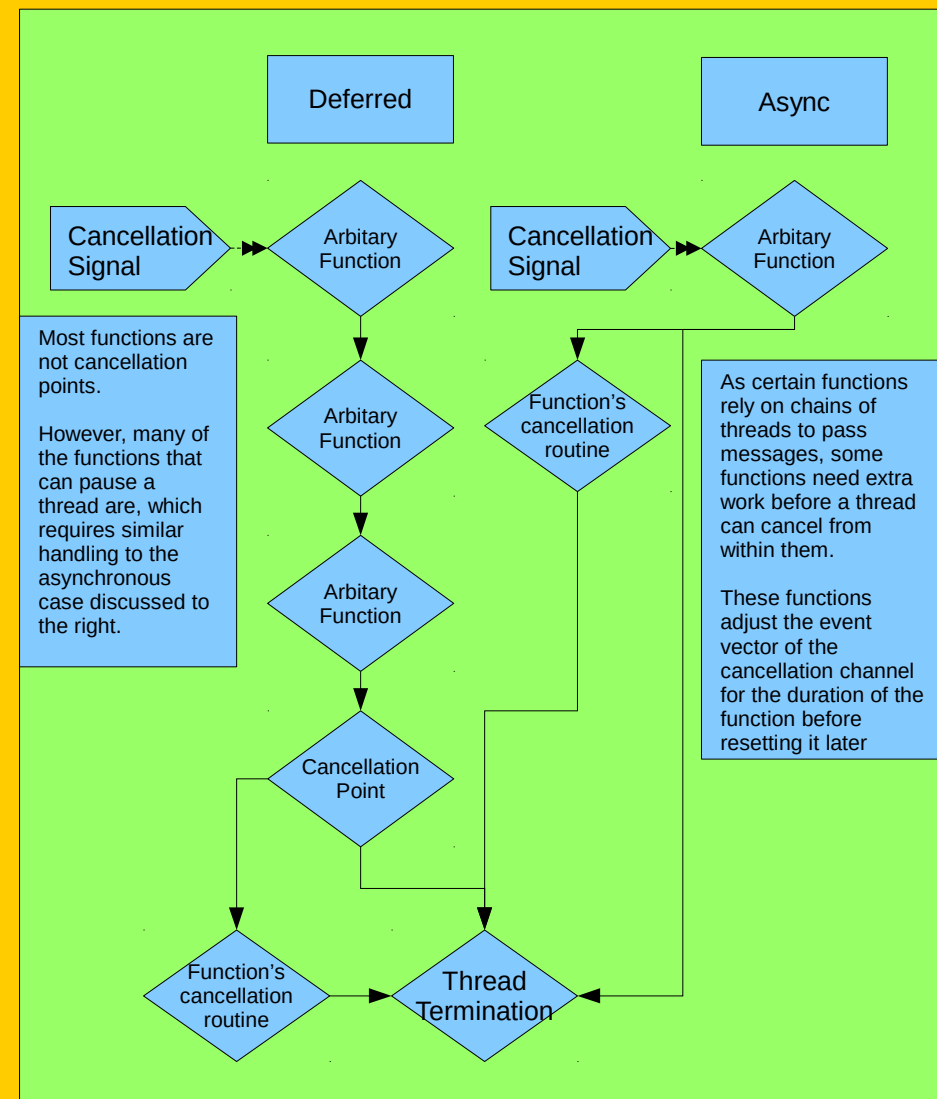 Deferred
Async
Cancellation
Signal
Arbitary
Function
Cancellation
Signal
Arbitary
Function
Most functions are
not cancellation
points.
However, many of
the functions that
can pause a
thread are, which
requires similar
handling to the
asynchronous
case discussed to
the right.
Arbitary
Function
Function's
cancellation
routine
As certain functions
rely on chains of
threads to pass
messages, some
functions need extra
work before a thread
can cancel from
within them.
These functions
adjust the event
vector of the
cancellation channel
for the duration of the
function before
resetting it later
Arbitary
Function
Cancellation
Point
Function's
cancellation
routine
Thread
Termination